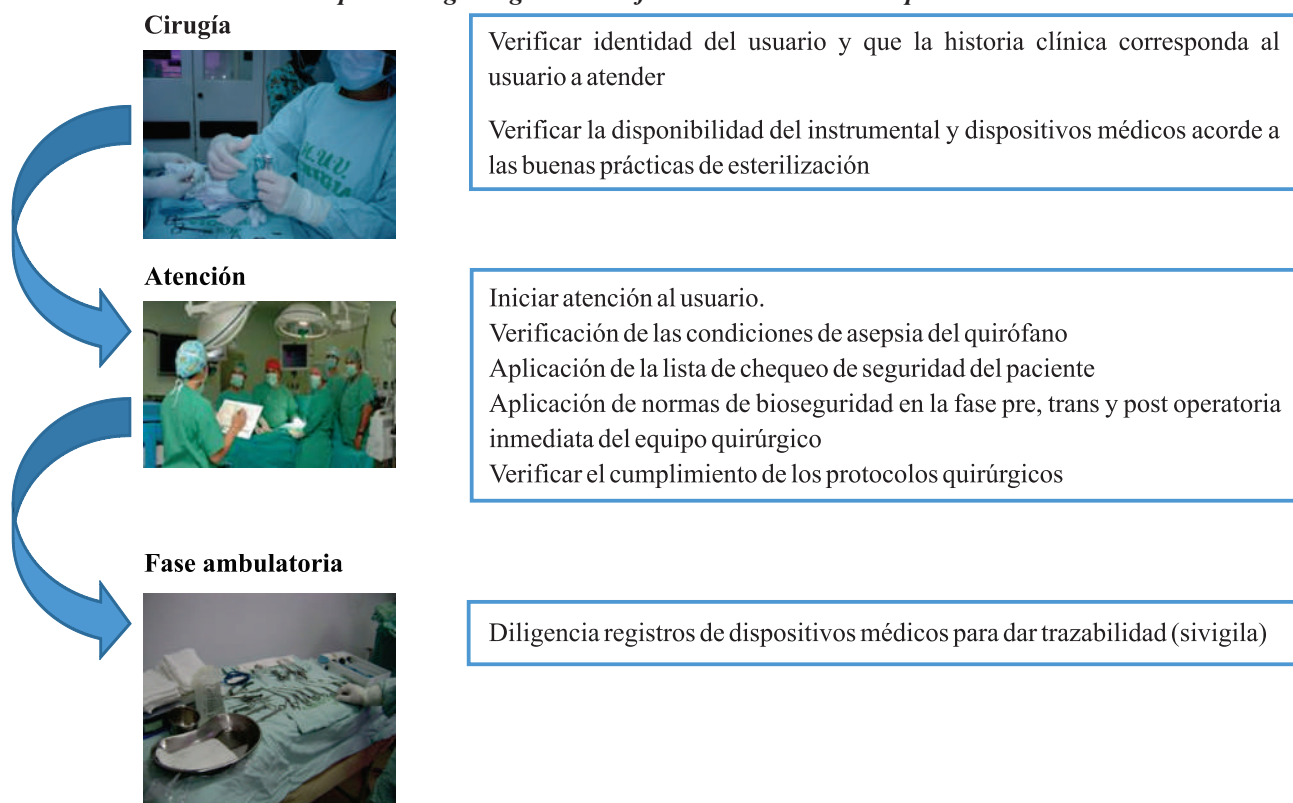 Cirugía
Verificar identidad del usuario y que la historia clínica corresponda al
usuario a atender
Verificar la disponibilidad del instrumental y dispositivos médicos acorde a
las buenas prácticas de esterilización
H.U.V.
Atención
Iniciar atención al usuario.
Verificación de las condiciones de asepsia del quirófano
Aplicación de la lista de chequeo de seguridad del paciente
Aplicación de normas de bioseguridad en la fase pre, trans y post operatoria
inmediata del equipo quirúrgico
Verificar el cumplimiento de los protocolos quirúrgicos
Fase ambulatoria
Diligencia registros de dispositivos médicos para dar trazabilidad (sivigila)